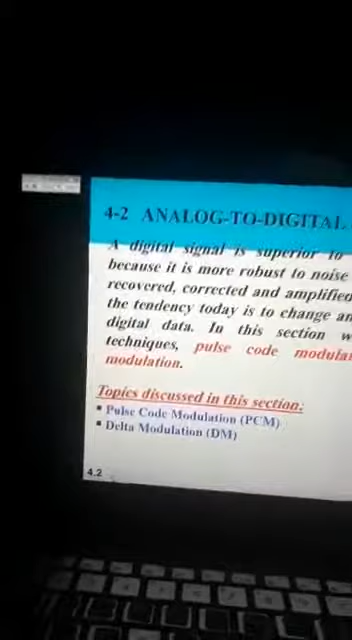 4-2 ANALOG-TO-DIGITAL
A digital signal is superior to
because it is more robust to noise
recovered, corrected and amplified
the tendency today is to change an
digital data. In this section w
techniques, pulse code modula
modulation.
Topics discussed in this section:
▪ Pulse Code Modulation (PCM)
▪ Delta Modulation (DM)
4.2